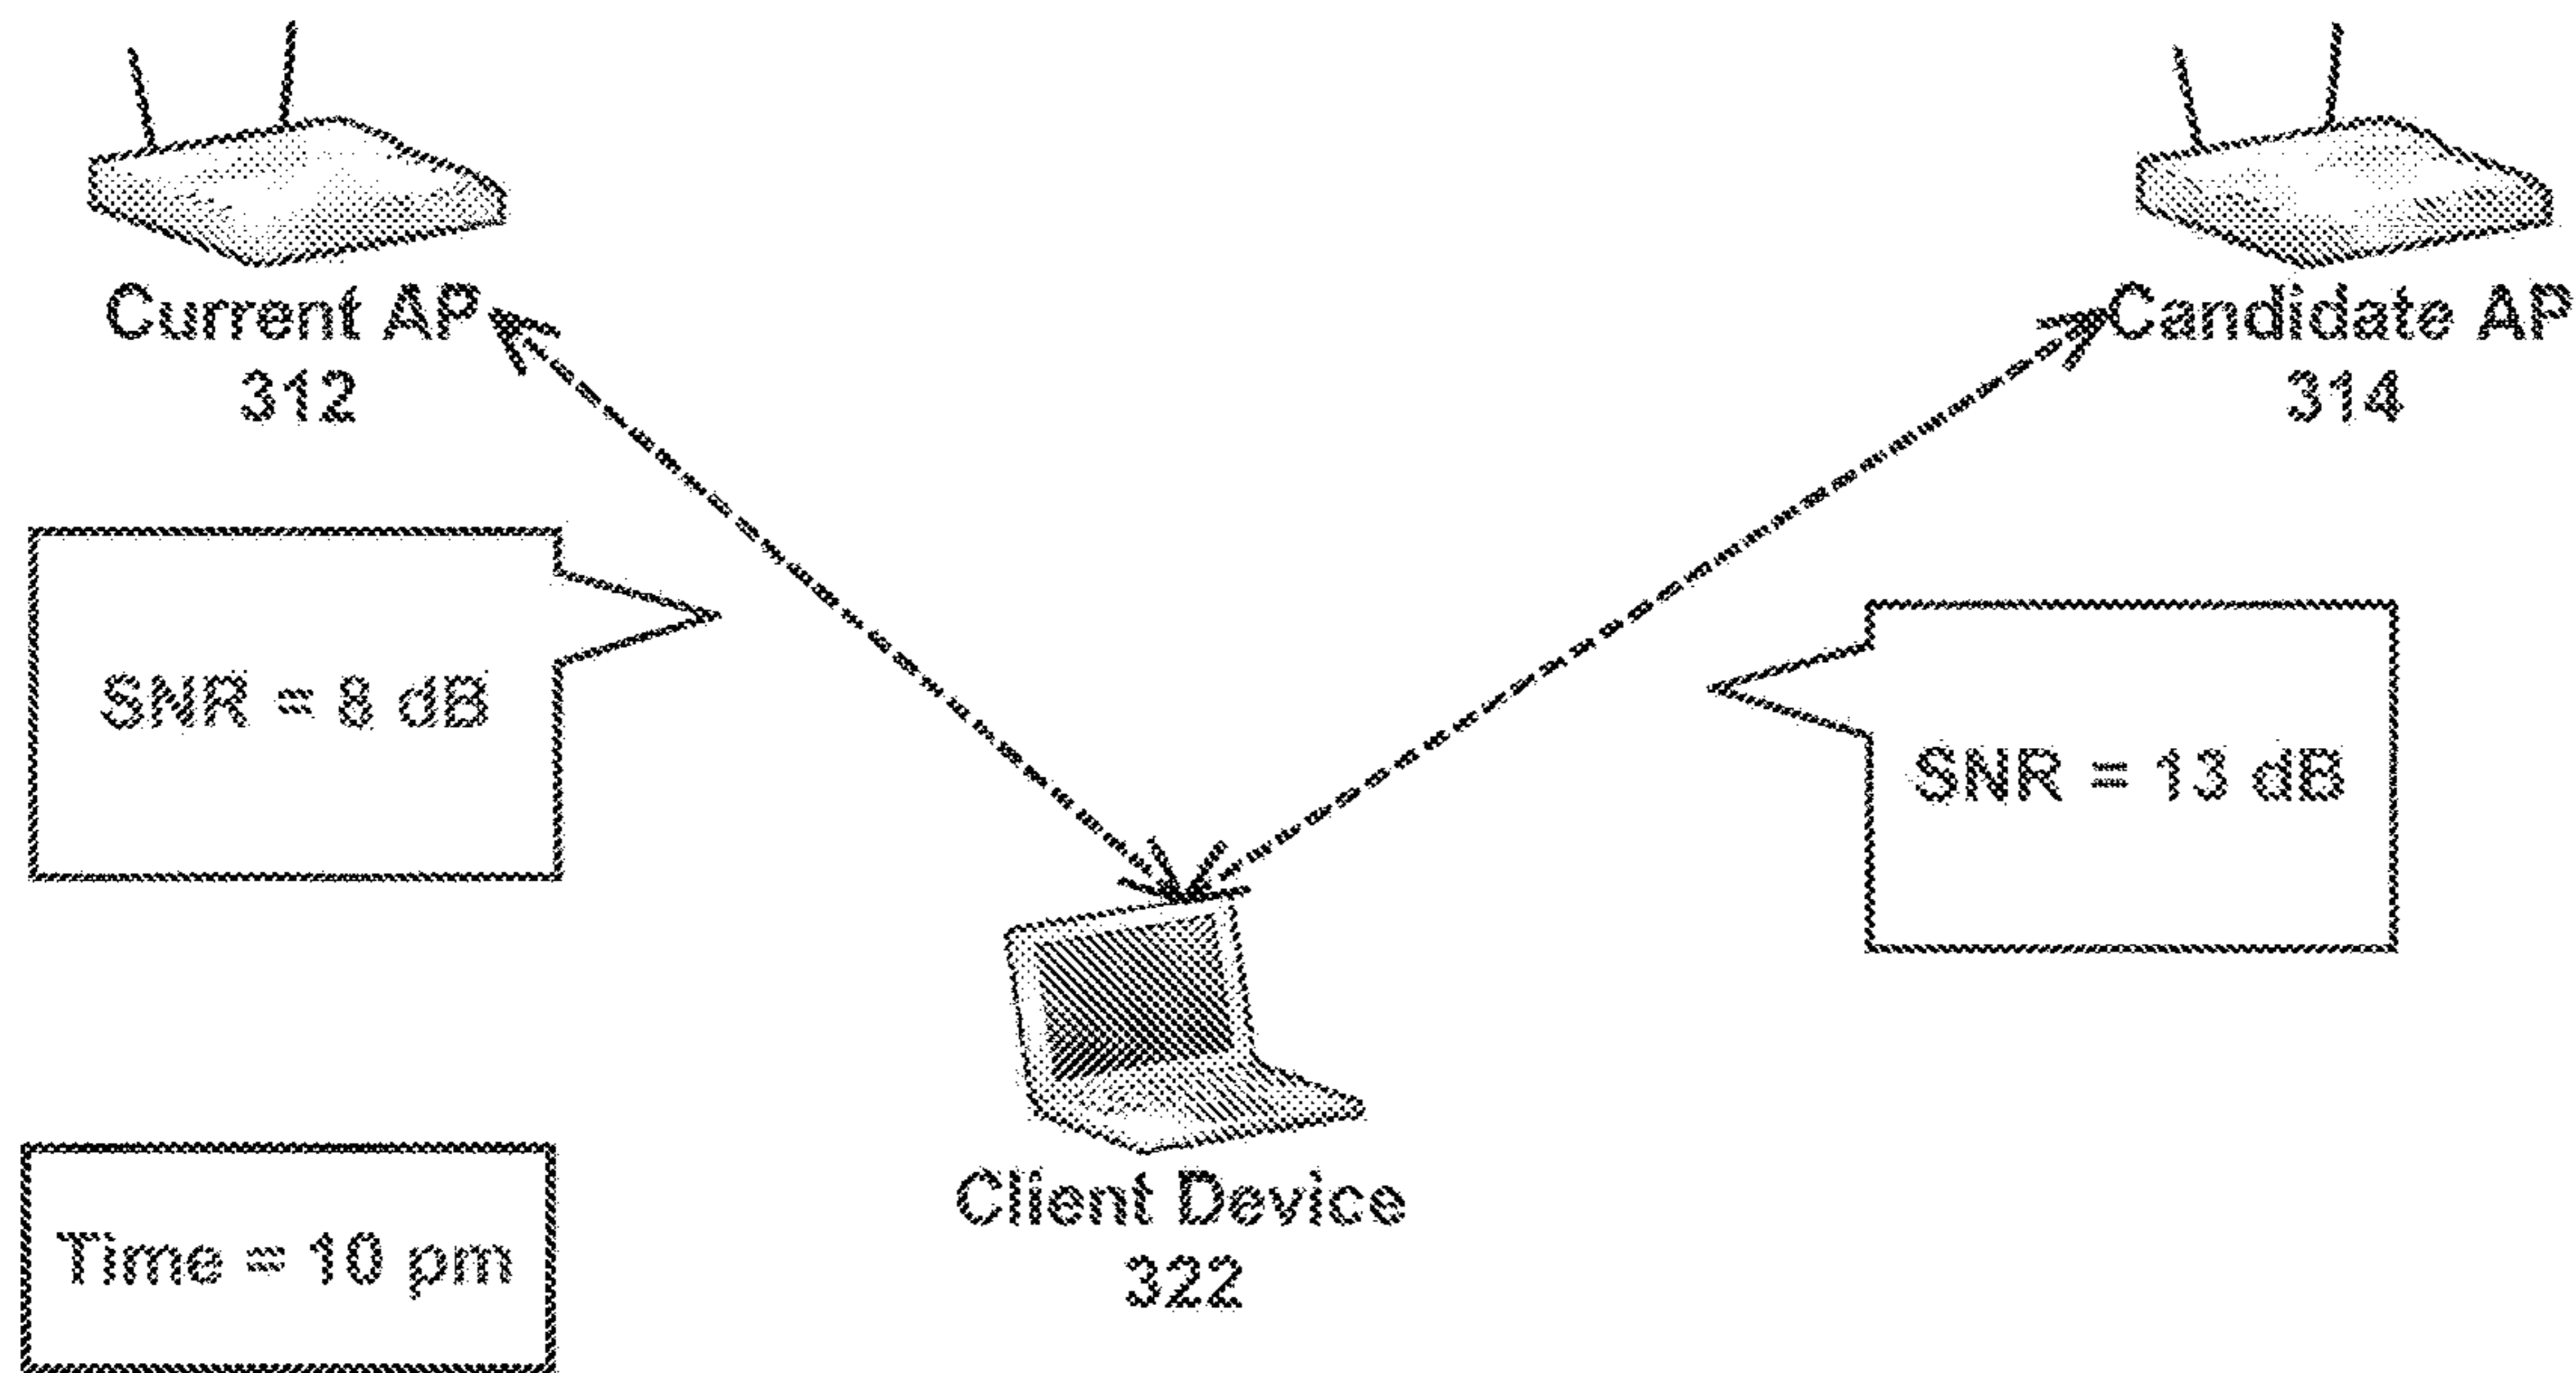 Current AP
312
Candidate AP
314
SNR = 8 dB
SNR = 13 dB
Client Device
322
Time = 10 pm